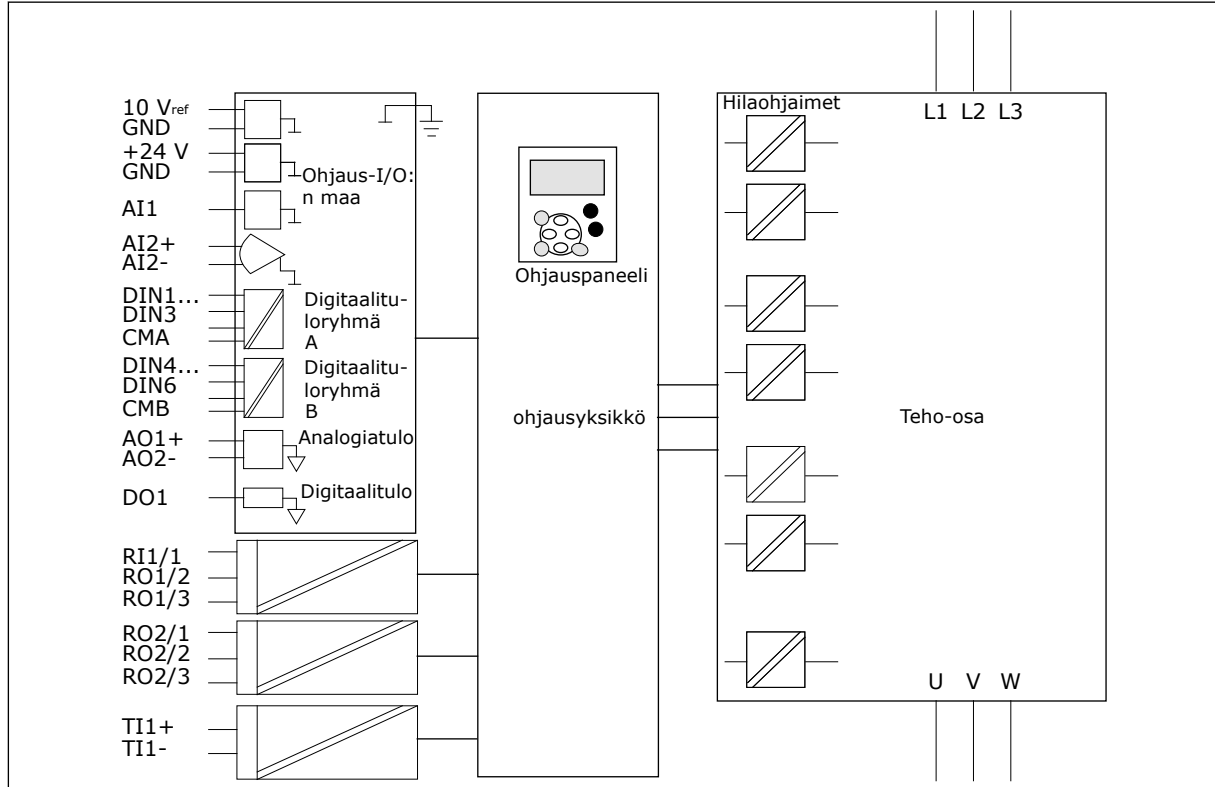 10 Vref
GND
+24 V
GND
AI1
AI2+
AI2-
DIN1...
DIN3
CMA
DIN4...
DIN6
CMB
AO1+
AO2-
DO1
RI1/1
RO1/2
RO1/3
RO2/1
RO2/2
RO2/3
TI1+
TI1-
Ohjaus-I/O:
n maa
Digitaalitu-
loryhmä
A
Digitaalitu-
loryhmä
B
Analogiatulo
Digitaalitulo
Ohjauspaneeli
ohjausyksikkö
Hilaohjaimet
L1 L2 L3
Teho-osa
U V W